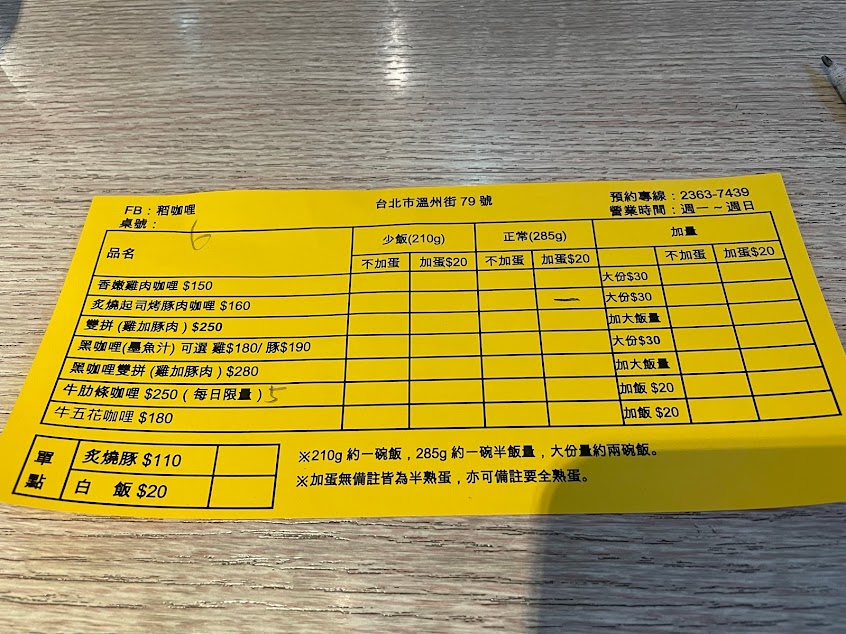 FB：稻咖哩 台北市溫州街 79 號 預約專線：2363-7439
桌號： 6 營業時間：週一～週日
品名 少飯(210g) 正常(285g) 加量
不加蛋 加蛋$20 不加蛋 加蛋$20 不加蛋 加蛋$20
香嫩雞肉咖哩 $150 大份$30
炙燒起司烤豚肉咖哩 $160 一 大份$30
雙拼 (雞加豚肉 ) $250 加大飯量
黑咖哩(墨魚汁) 可選 雞$180/ 豚$190 大份$30
黑咖哩雙拼 (雞加豚肉 ) $280 加大飯量
牛肋條咖哩 $250（每日限量）5 加飯 $20
牛五花咖哩 $180 加飯 $20
單點 炙燒豚 $110
白 飯 $20
※210g 約一碗飯，285g 約一碗半飯量，大份量約兩碗飯。
※加蛋無備註皆為半熟蛋，亦可備註要全熟蛋。